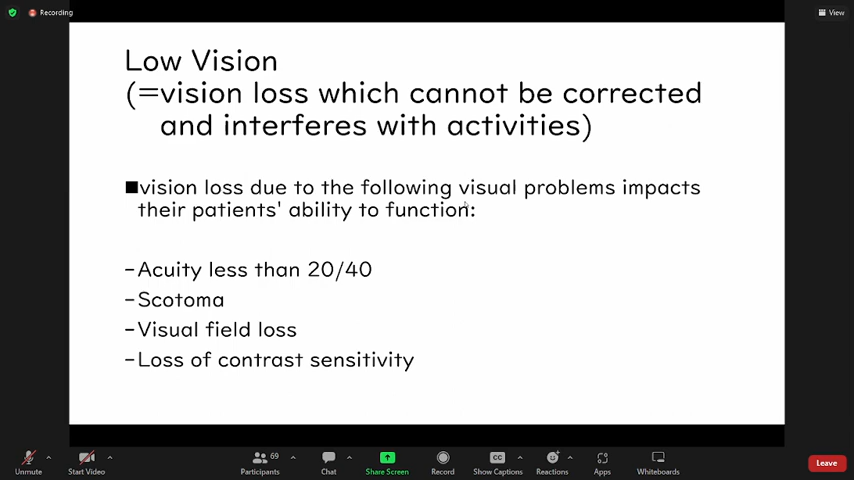 Recording
View
Low Vision
(=vision loss which cannot be corrected
and interferes with activities)
■vision loss due to the following visual problems impacts
their patients' ability to function:
-Acuity less than 20/40
-Scotoma
-Visual field loss
-Loss of contrast sensitivity
Unmute
Start Video
69
Participants
Chat
Share Screen
Record
CC
Show Captions
Reactions
Apps
Whiteboards
Leave